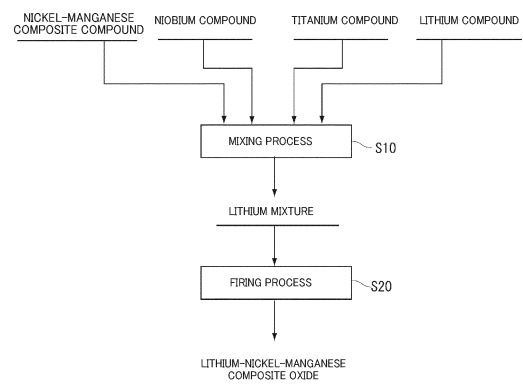 NICKEL-MANGANESE
COMPOSITE COMPOUND
NIOBIUM COMPOUND
TITANIUM COMPOUND
LITHIUM COMPOUND
MIXING PROCESS
S10
LITHIUM MIXTURE
FIRING PROCESS
S20
LITHIUM-NICKEL-MANGANESE
COMPOSITE OXIDE